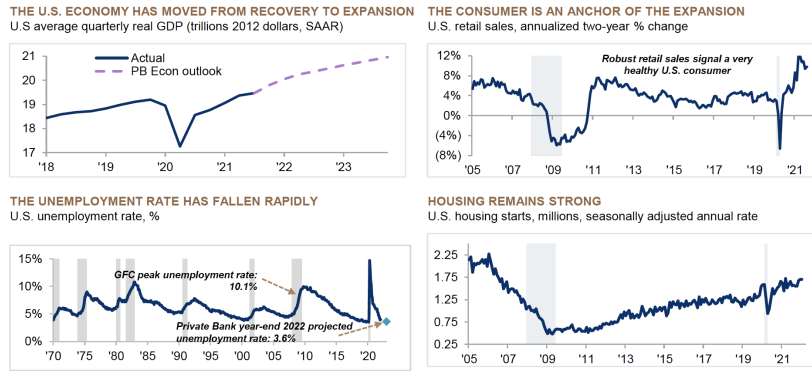 THE U.S. ECONOMY HAS MOVED FROM RECOVERY TO EXPANSION
U.S average quarterly real GDP (trillions 2012 dollars, SAAR)
21
20
19
18
17
Actual
PB Econ outlook
'18 '19 '20 '21 '22 '23
THE CONSUMER IS AN ANCHOR OF THE EXPANSION
U.S. retail sales, annualized two-year % change
12%
8%
4%
0%
(4%)
(8%)
Robust retail sales signal a very
healthy U.S. consumer
'05 '07 '09 '11 '13 '15 '17 '19 '21
THE UNEMPLOYMENT RATE HAS FALLEN RAPIDLY
U.S. unemployment rate, %
15%
10%
5%
0%
GFC peak unemployment rate:
10.1%
Private Bank year-end 2022 projected
unemployment rate: 3.6%
'70 '75 '80 '85 '90 '95 '00 '05 '10 '15 '20
HOUSING REMAINS STRONG
U.S. housing starts, millions, seasonally adjusted annual rate
2.25
1.75
1.25
0.75
0.25
'05 '07 '09 '11 '13 '15 '17 '19 '21